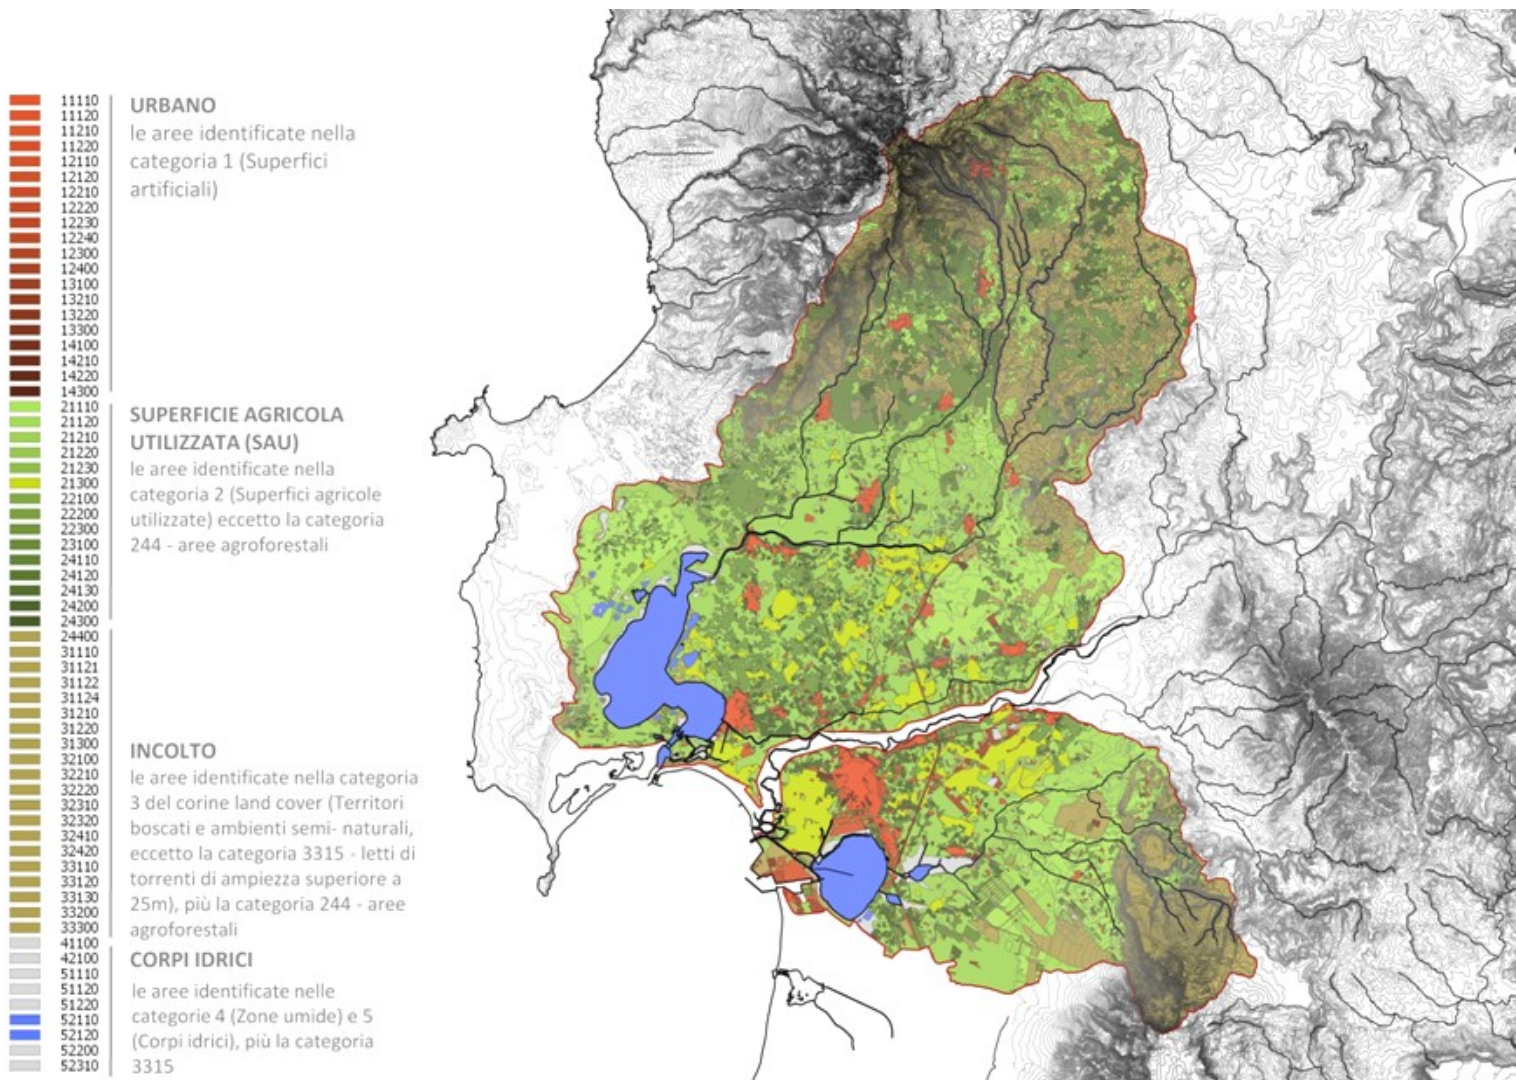 11110
11120
11210
11220
12110
12120
12210
12220
12230
12240
12300
12400
13100
13210
13220
13300
14100
14210
14220
14300
21110
21120
21210
21220
21230
21300
22100
22200
22300
23100
24110
24120
24130
24200
24300
24400
31110
31121
31122
31124
31210
31220
31300
32100
32210
32220
32310
32320
32410
32420
33110
33120
33130
33200
33300
41100
42100
51110
51120
51220
52110
52120
52200
52310
URBANO
le aree identificate nella
categoria 1 (Superfici
artificiali)
SUPERFICIE AGRICOLA
UTILIZZATA (SAU)
le aree identificate nella
categoria 2 (Superfici agricole
utilizzate) eccetto la categoria
244 - aree agroforestali
INCOLTO
le aree identificate nella categoria
3 del corine land cover (Territori
boscati e ambienti semi- naturali,
eccetto la categoria 3315 - letti di
torrenti di ampiezza superiore a
25m), più la categoria 244 - aree
agroforestali
CORPI IDRICI
le aree identificate nelle
categorie 4 (Zone umide) e 5
(Corpi idrici), più la categoria
3315